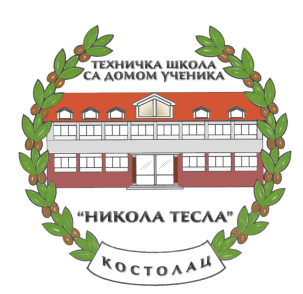 ТЕХНИЧКА ШКОЛА
СА ДОМОМ УЧЕНИКА
"НИКОЛА ТЕСЛА"
КОСТОЛАЦ